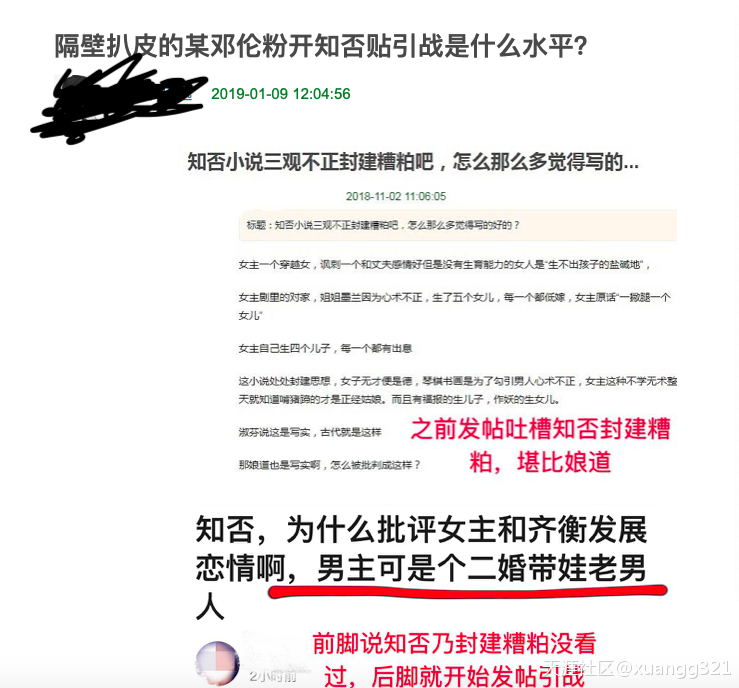 隔壁扒皮的某邓伦粉开知否贴引战是什么水平?
2019-01-09 12:04:56
知否小说三观不正封建糟粕吧，怎么那么多觉得写的...
2018-11-02 11:06:05
标题：知否小说三观不正封建糟粕吧，怎么那么多觉得写的好的？
女主一个穿越女，讽刺一个和丈夫感情好但是没有生育能力的女人是“生不出孩子的盐碱地”，
女主剧里的对家，姐姐墨兰因为心术不正，生了五个女儿，每一个都低嫁，女主原话“一撒腿一个
女儿”
女主自己生四个儿子，每一个都有出息
这小说处处封建思想，女子无才便是德，琴棋书画是为了勾引男人心术不正，女主这种不学无术整
天就知道啃猪蹄的才是正经姑娘。而且有福报的生儿子，作妖的生女儿。
淑芬说这是写实，古代就是这样
之前发帖吐槽知否封建糟
粕，堪比娘道
那娘道也是写实啊，怎么被批判成这样？
知否，为什么批评女主和齐衡发展
恋情啊，男主可是个二婚带娃老男
人
前脚说知否乃封建糟粕没看
过，后脚就开始发帖引战
2小时前
天涯社区@xuangg321